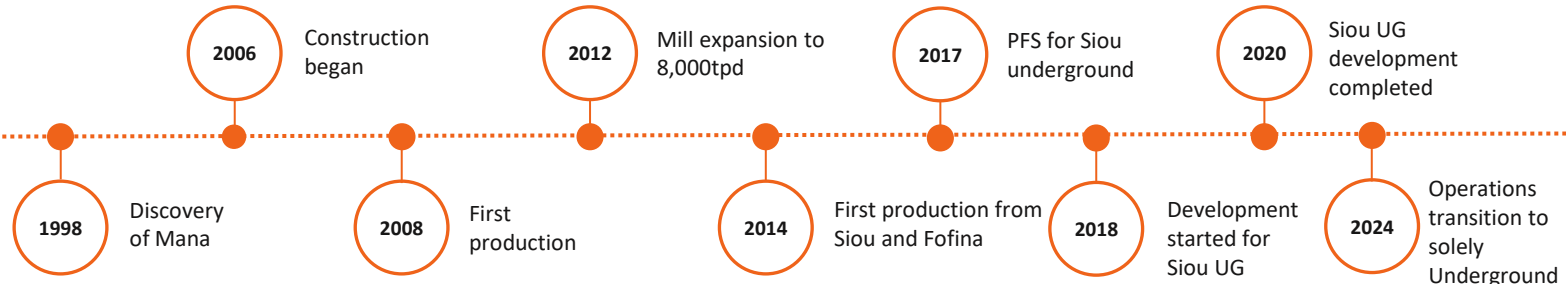 1998
Discovery
of Mana
2006
Construction
began
2008
First
production
2012
Mill expansion to
8,000tpd
2014
First production from
Siou and Fofina
2017
PFS for Siou
underground
2018
Development
started for
Siou UG
2020
Siou UG
development
completed
2024
Operations
transition to
solely
Underground